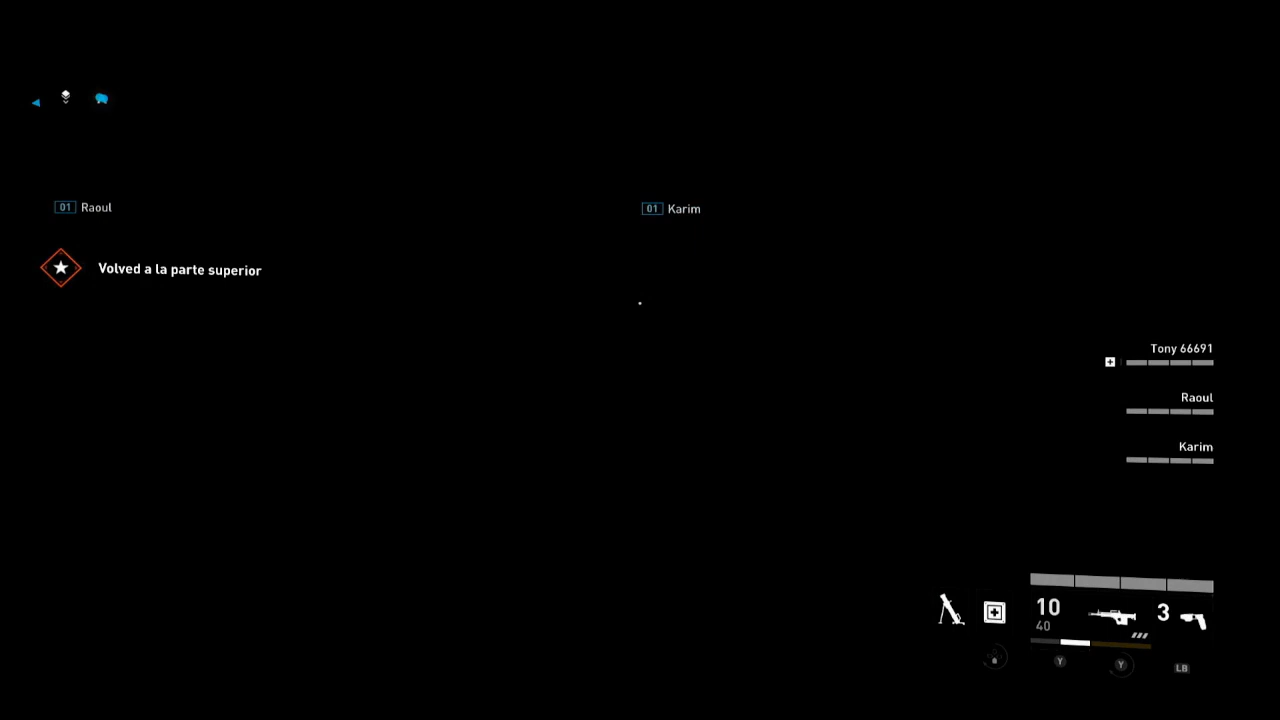 01 Raoul
01 Karim
Volved a la parte superior
Tony 66691
Raoul
Karim
10
40
3
Y
Y
LB